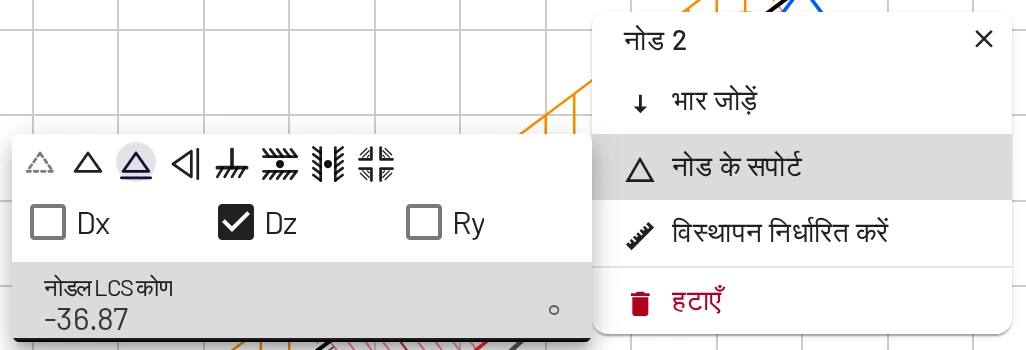 नोड 2
भार जोड़ें
नोड के सपोर्ट
विस्थापन निर्धारित करें
हटाएँ
Dx Dz Ry
नोडल LCS कोण
-36.87 °